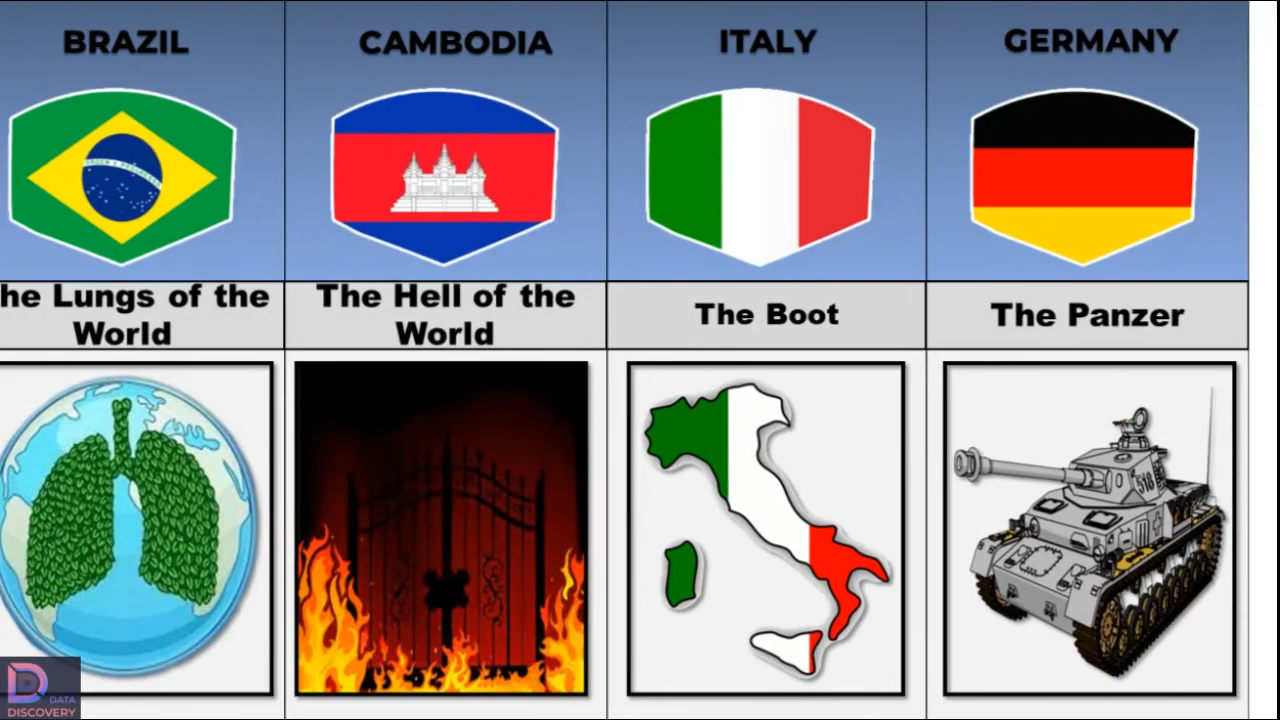 BRAZIL
CAMBODIA
ITALY
GERMANY
he Lungs of the
World
The Hell of the
World
The Boot
The Panzer
518
DATA
DISCOVERY